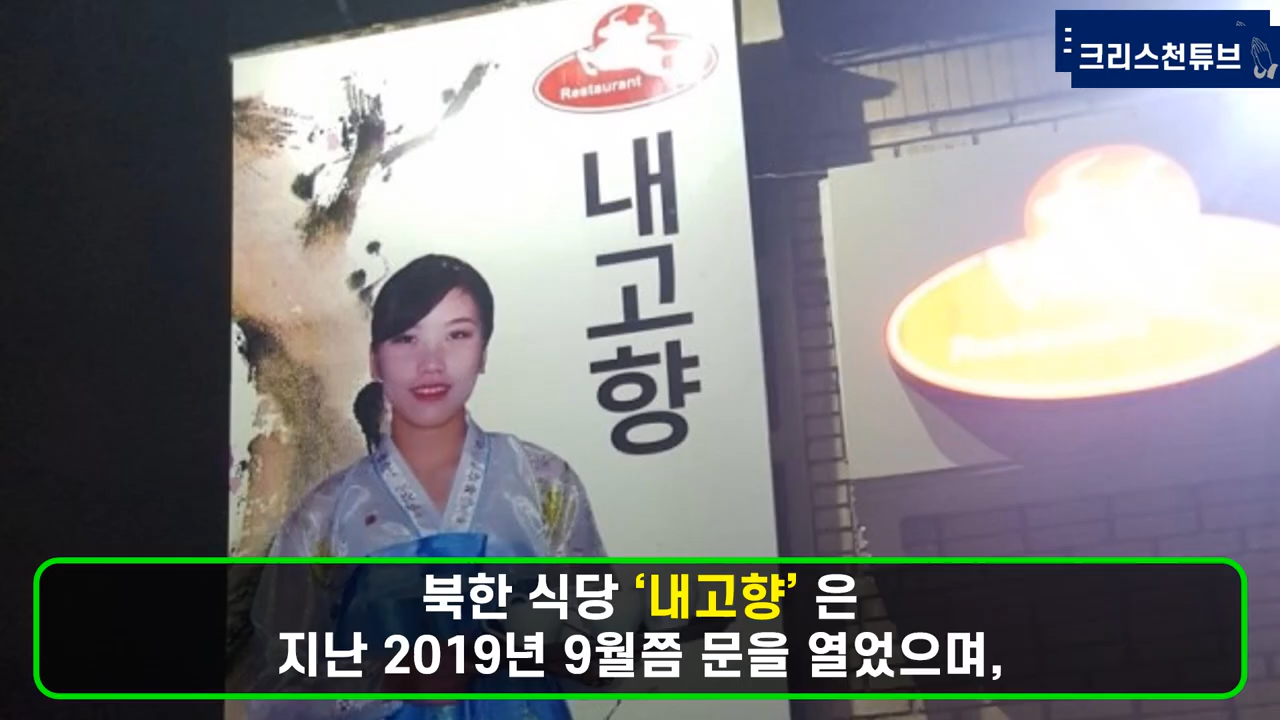 크리스천튜브
Restaurant
내고향
북한 식당 ‘내고향’ 은
지난 2019년 9월쯤 문을 열었으며,